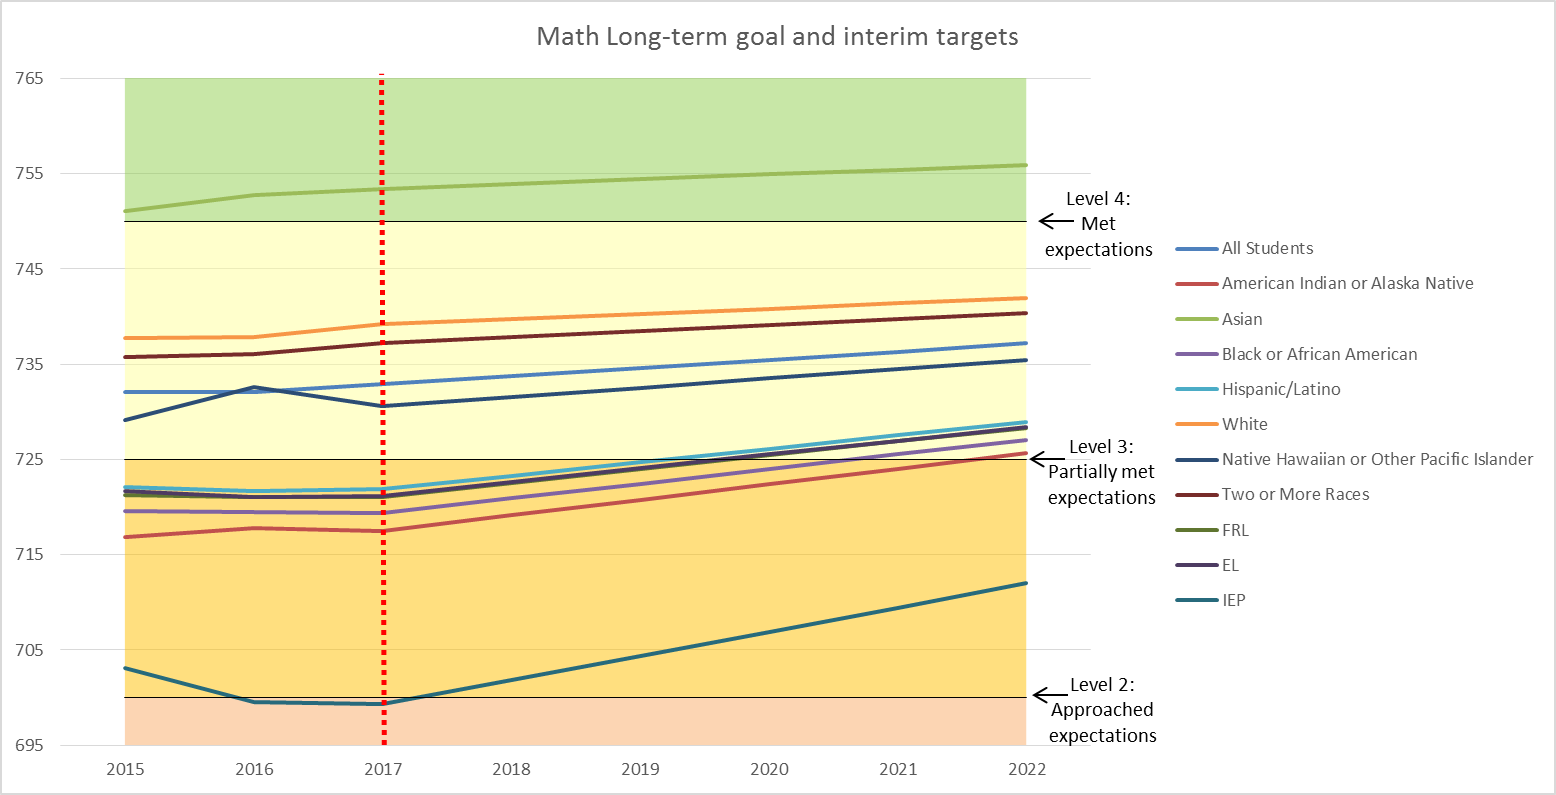 Math Long-term goal and interim targets
765
755
745
735
725
715
705
695
2015
2016
2017
2018
2019
2020
2021
2022
Level 4:
Met
expectations
Level 3:
Partially met
expectations
Level 2:
Approached
expectations
All Students
American Indian or Alaska Native
Asian
Black or African American
Hispanic/Latino
White
Native Hawaiian or Other Pacific Islander
Two or More Races
FRL
EL
IEP